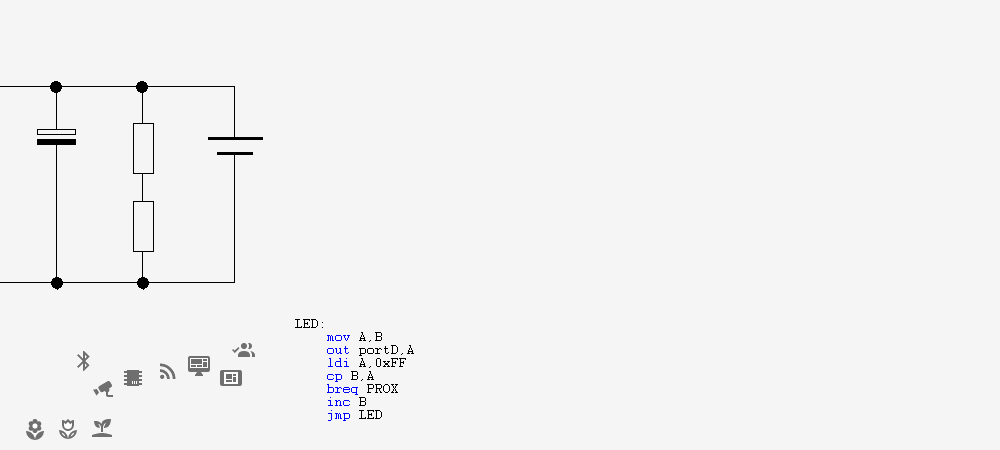 LED:
mov A,B
out portD,A
ldi A,0xFF
cp B,A
breq PROX
inc B
jmp LED